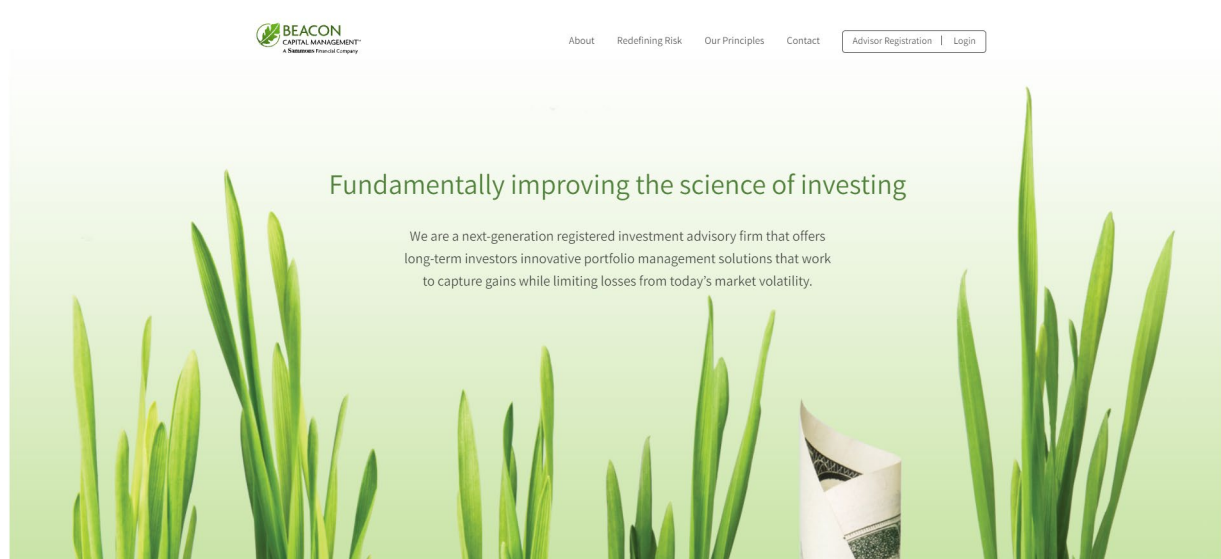 BEACON
CAPITAL MANAGEMENT™
A Sammons Financial Company
About Redefining Risk Our Principles Contact Advisor Registration | Login
Fundamentally improving the science of investing
We are a next-generation registered investment advisory firm that offers
long-term investors innovative portfolio management solutions that work
to capture gains while limiting losses from today’s market volatility.